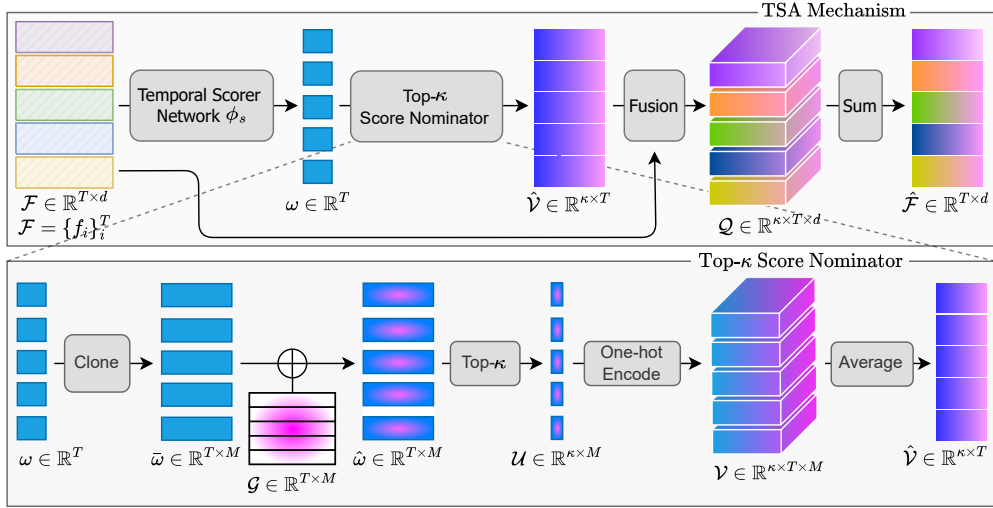 TSA Mechanism
Temporal Scorer
Network ϕₛ
Top-κ
Score Nominator
Fusion
Sum
ℱ ∈ ℝ^{T×d}
ℱ = {f_i}_i^T
ω ∈ ℝ^T
𝒱̂ ∈ ℝ^{κ×T}
𝒬 ∈ ℝ^{κ×T×d}
ℱ̂ ∈ ℝ^{T×d}
Top-κ Score Nominator
Clone
Top-κ
One-hot
Encode
Average
ω ∈ ℝ^T
ω̄ ∈ ℝ^{T×M}
𝒢 ∈ ℝ^{T×M}
ω̂ ∈ ℝ^{T×M}
𝒰 ∈ ℝ^{κ×M}
𝒱 ∈ ℝ^{κ×T×M}
𝒱̂ ∈ ℝ^{κ×T}